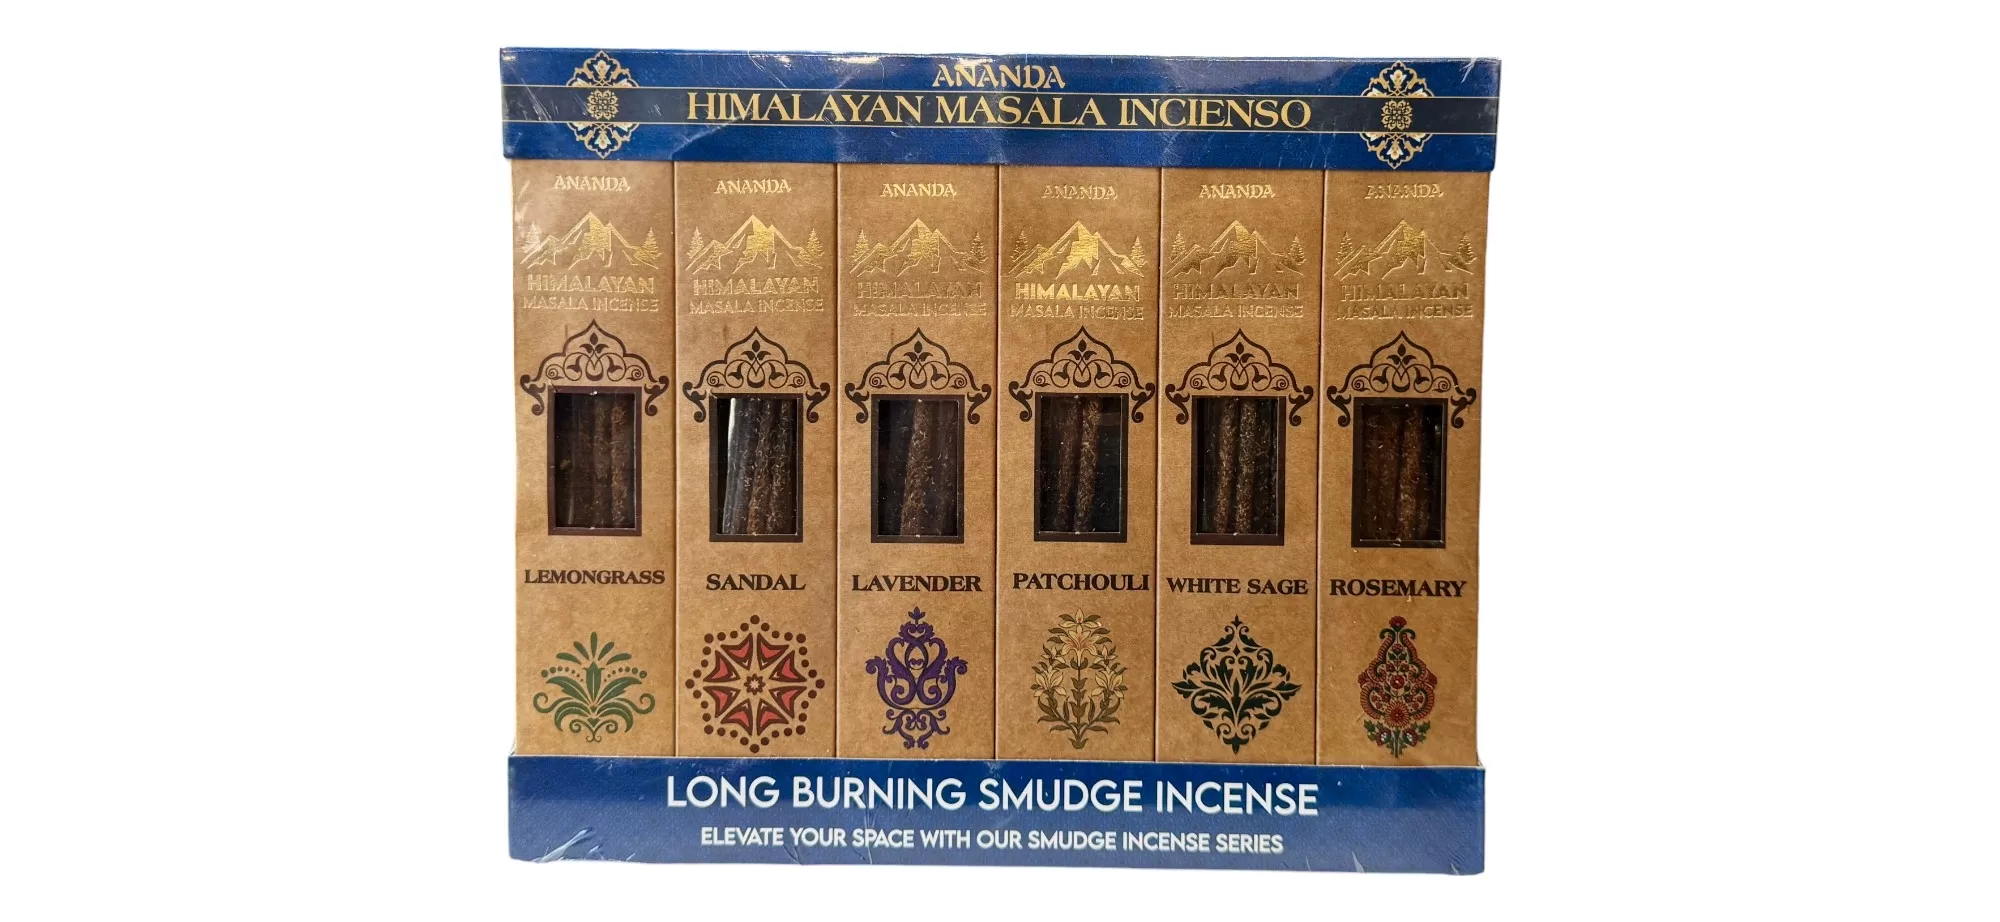 ANANDA
HIMALAYAN MASALA INCIENSO
ANANDA
HIMALAYAN
MASALA INCENSE
LEMONGRASS
ANANDA
HIMALAYAN
MASALA INCENSE
SANDAL
ANANDA
HIMALAYAN
MASALA INCENSE
LAVENDER
ANANDA
HIMALAYAN
MASALA INCENSE
PATCHOULI
ANANDA
HIMALAYAN
MASALA INCENSE
WHITE SAGE
ANANDA
HIMALAYAN
MASALA INCENSE
ROSEMARY
LONG BURNING SMUDGE INCENSE
ELEVATE YOUR SPACE WITH OUR SMUDGE INCENSE SERIES